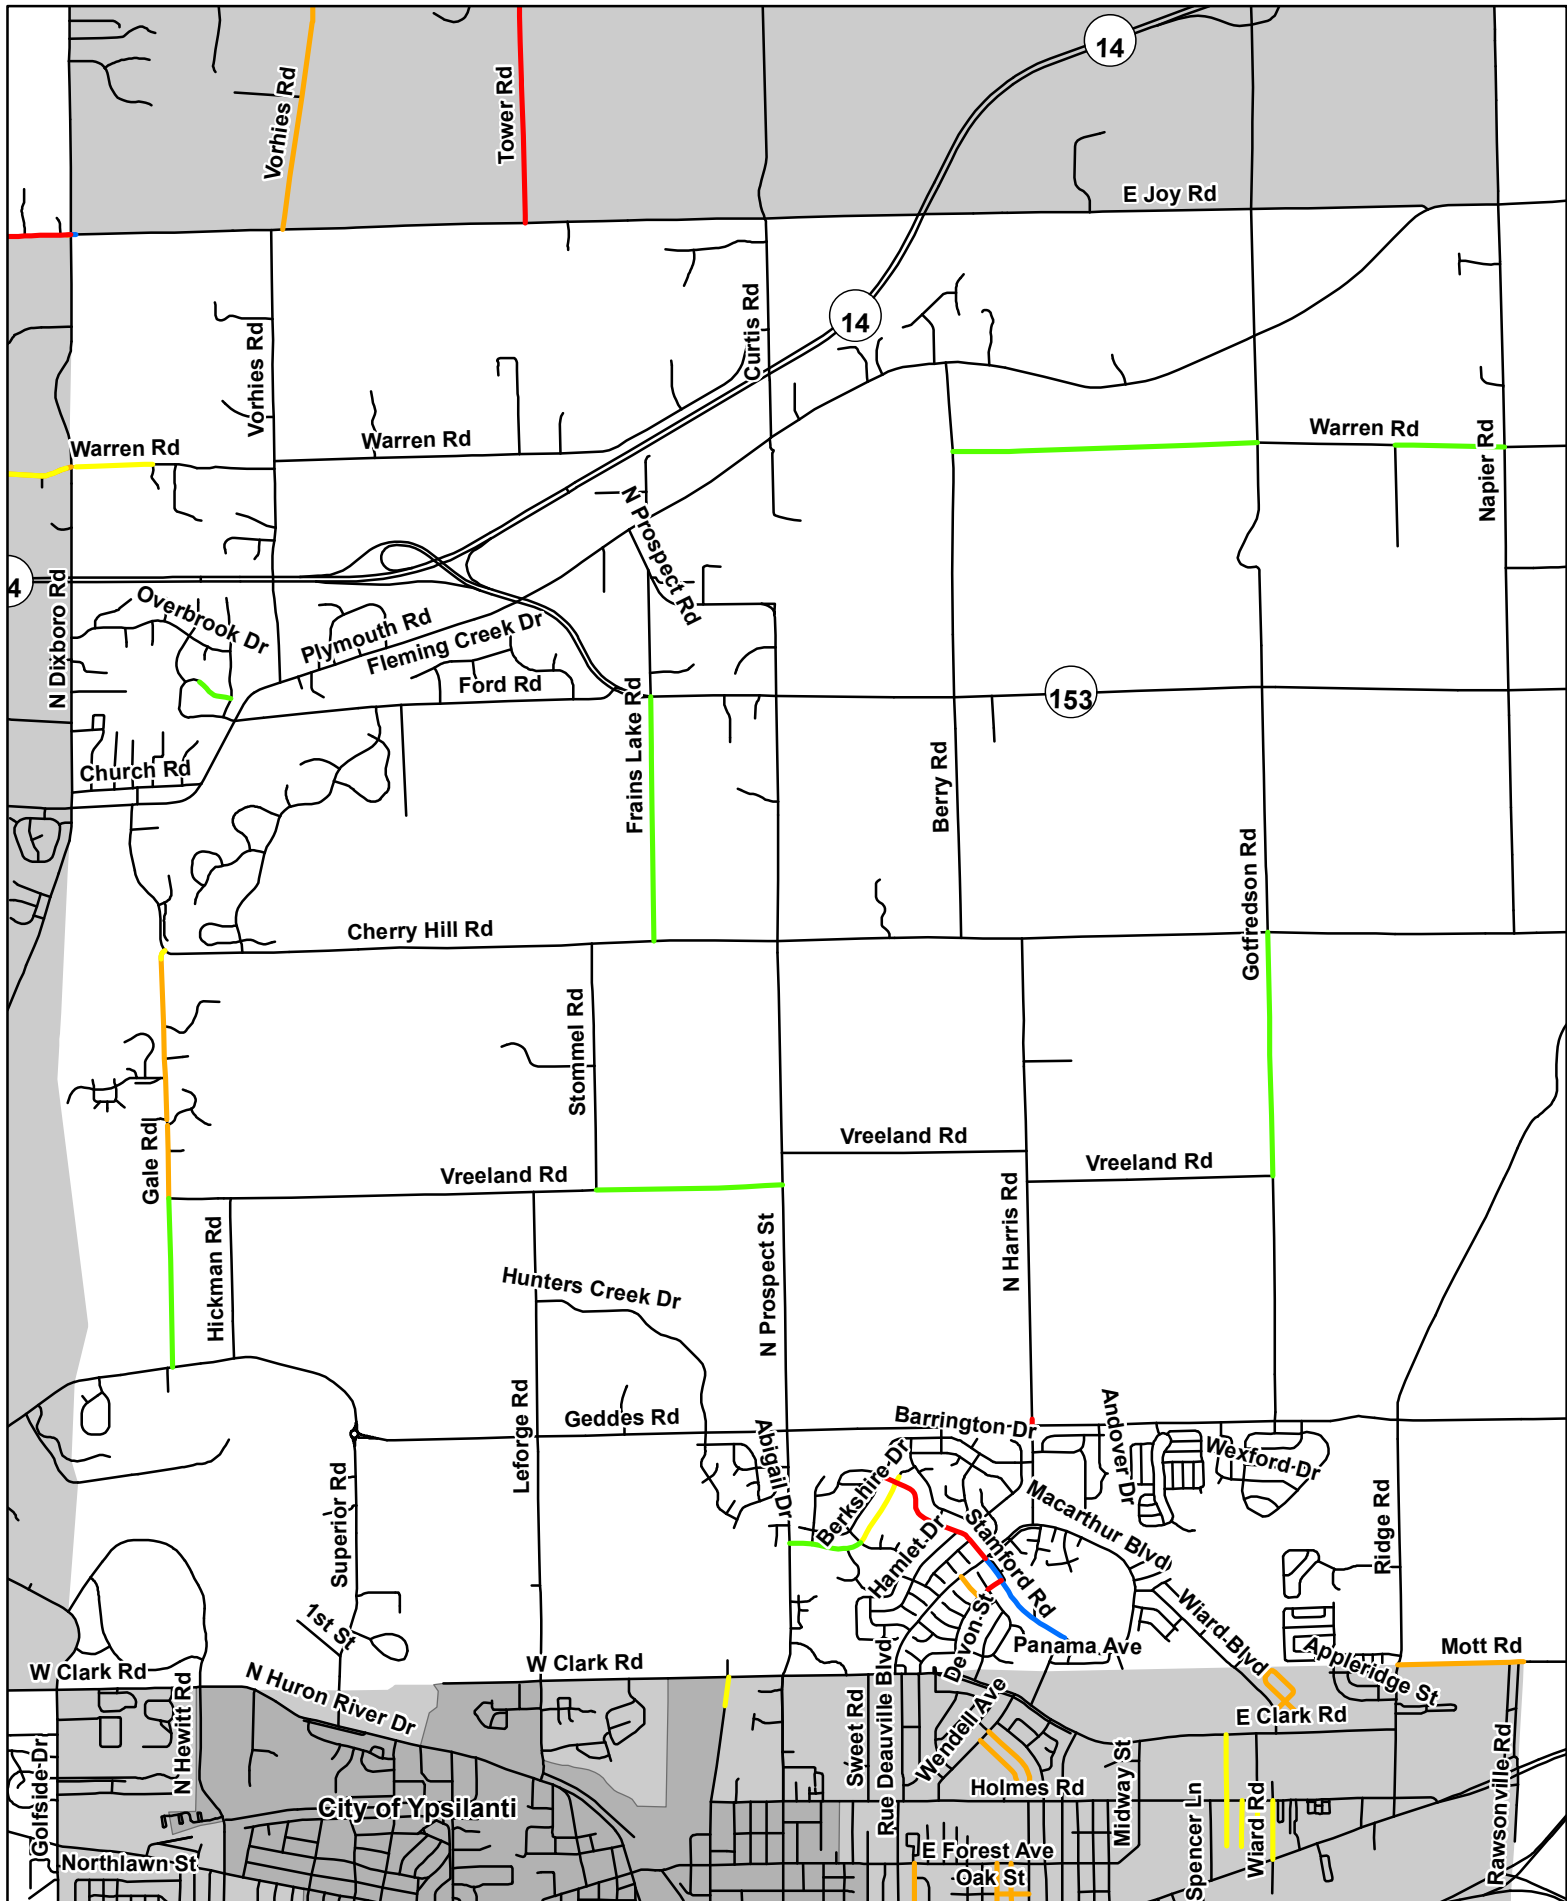 14
Vorhies Rd
Tower Rd
E Joy Rd
14
Curtis Rd
Vorhies Rd
Warren Rd
Warren Rd
Warren Rd
Napier Rd
N Prospect Rd
4
N Dixboro Rd
Overbrook Dr
Plymouth Rd
Fleming Creek Dr
Ford Rd
153
Frains Lake Rd
Church Rd
Berry Rd
Gotfredson Rd
Cherry Hill Rd
Stommel Rd
Gale Rd
Vreeland Rd
Vreeland Rd
Vreeland Rd
N Harris Rd
Hickman Rd
N Prospect St
Hunters Creek Dr
Leforge Rd
Geddes Rd
Barrington Dr
Abigail Dr
Andover Dr
Berkshire Dr
Wexford Dr
Macarthur Blvd
Superior Rd
Hamlet Dr
Stamford Rd
Ridge Rd
1st St
Devon St
Panama Ave
Wiard Blvd
Mott Rd
W Clark Rd
W Clark Rd
N Huron River Dr
N Hewitt Rd
Appleridge St
E Clark Rd
Sweet Rd
Rue Deauville Blvd
Wendell Ave
Holmes Rd
Midway St
Golfside Dr
City of Ypsilanti
Spencer Ln
Wiard Rd
Rawsonville Rd
Northlawn St
E Forest Ave
Oak St